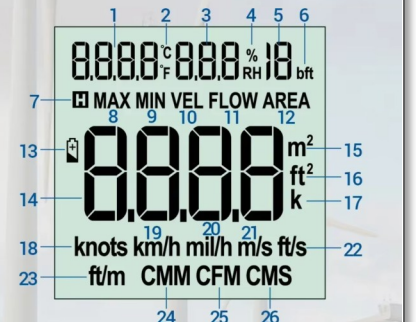 1 2 3 4 5 6
8.8.8.8 °C °F 8.8.8 % RH 18 bft
7 H MAX MIN VEL FLOW AREA
8 9 10 11 12
13 8.8.8.8 m² 15
ft² 16
14 k 17
19 20 21
18 knots km/h mil/h m/s ft/s 22
23 ft/m CMM CFM CMS
24 25 26